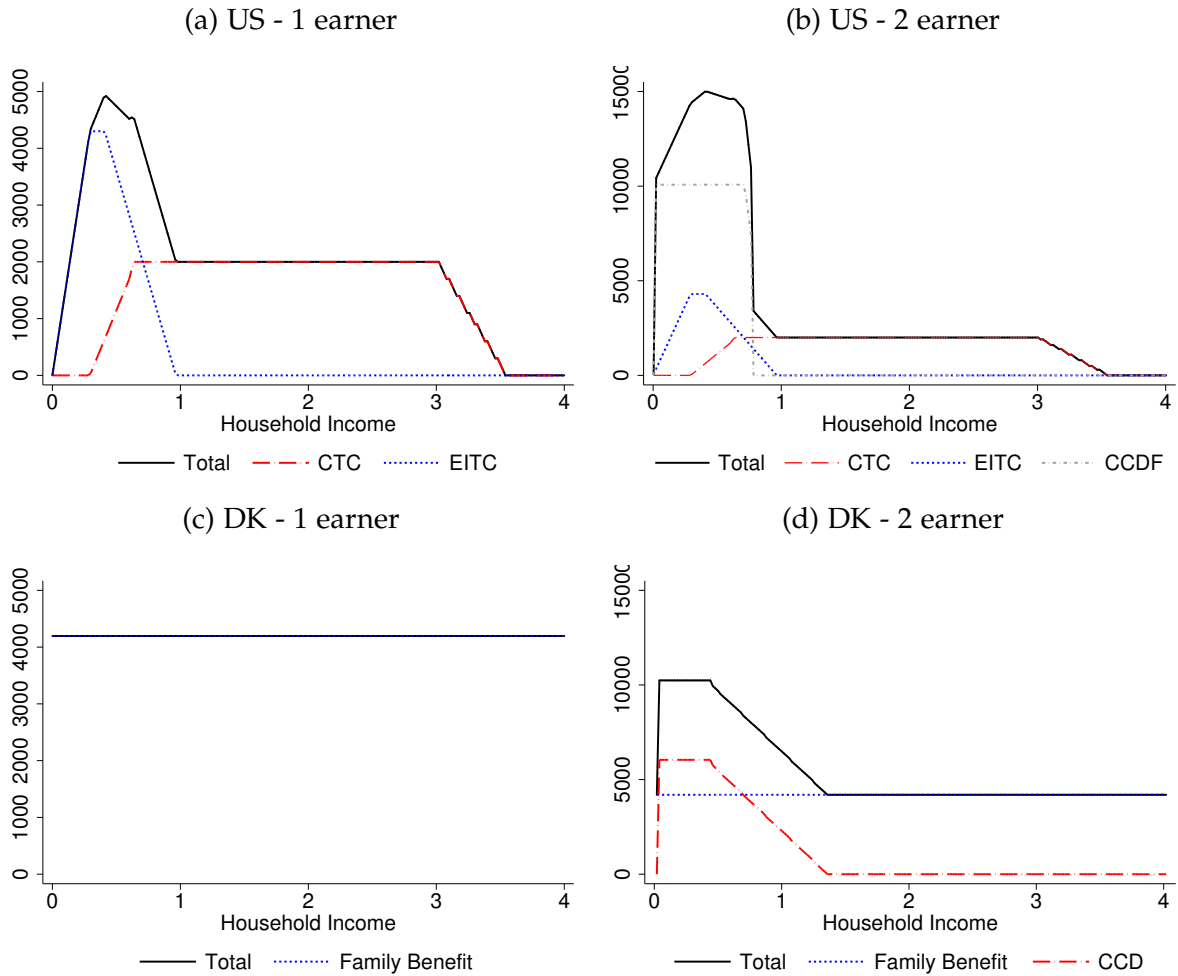 (a) US - 1 earner
5000
4000
3000
2000
1000
0
0 1 2 3 4
Household Income
Total CTC EITC
(b) US - 2 earner
15000
10000
5000
0
0 1 2 3 4
Household Income
Total CTC EITC CCDF
(c) DK - 1 earner
5000
4000
3000
2000
1000
0
0 1 2 3 4
Household Income
Total Family Benefit
(d) DK - 2 earner
15000
10000
5000
0
0 1 2 3 4
Household Income
Total Family Benefit CCD